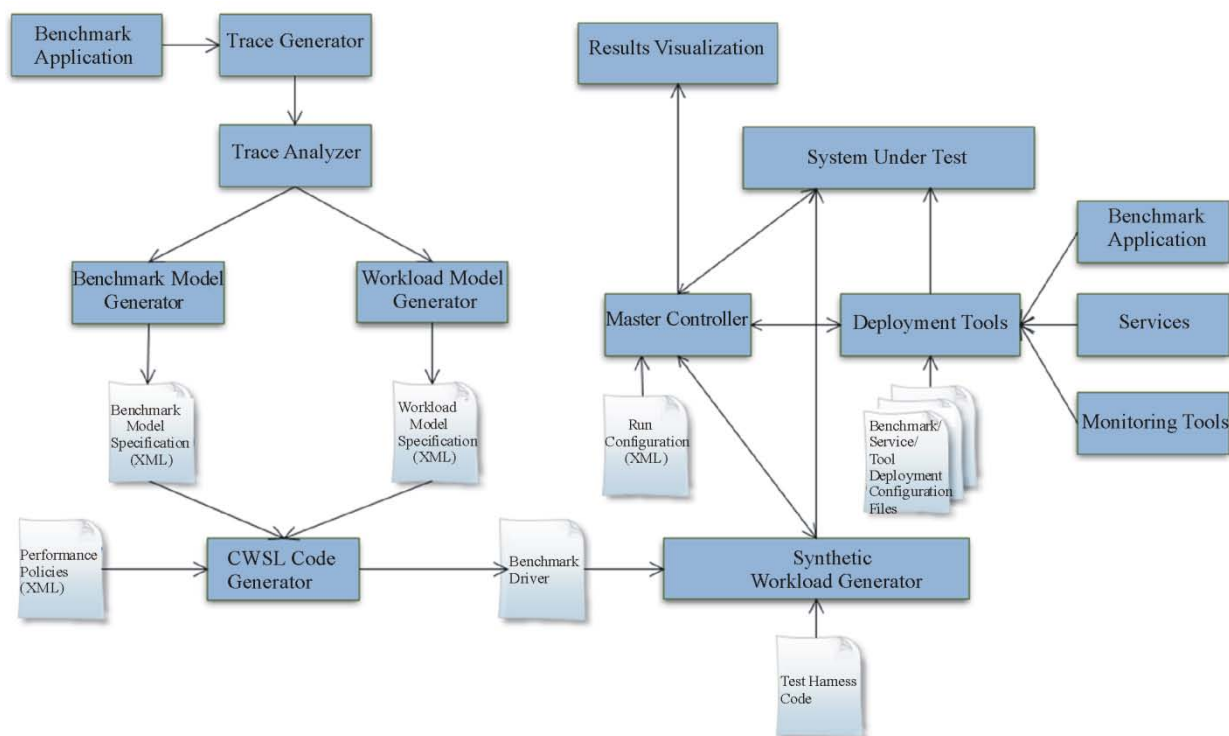 Benchmark
Application
Trace Generator
Results Visualization
Trace Analyzer
System Under Test
Benchmark
Application
Benchmark Model
Generator
Workload Model
Generator
Master Controller
Deployment Tools
Services
Benchmark
Model
Specification
(XML)
Workload
Model
Specification
(XML)
Run
Configuration
(XML)
Benchmark/
Service/
Tool
Deployment
Configuration
Files
Monitoring Tools
Performance
Policies
(XML)
CWSL Code
Generator
Benchmark
Driver
Synthetic
Workload Generator
Test Harness
Code